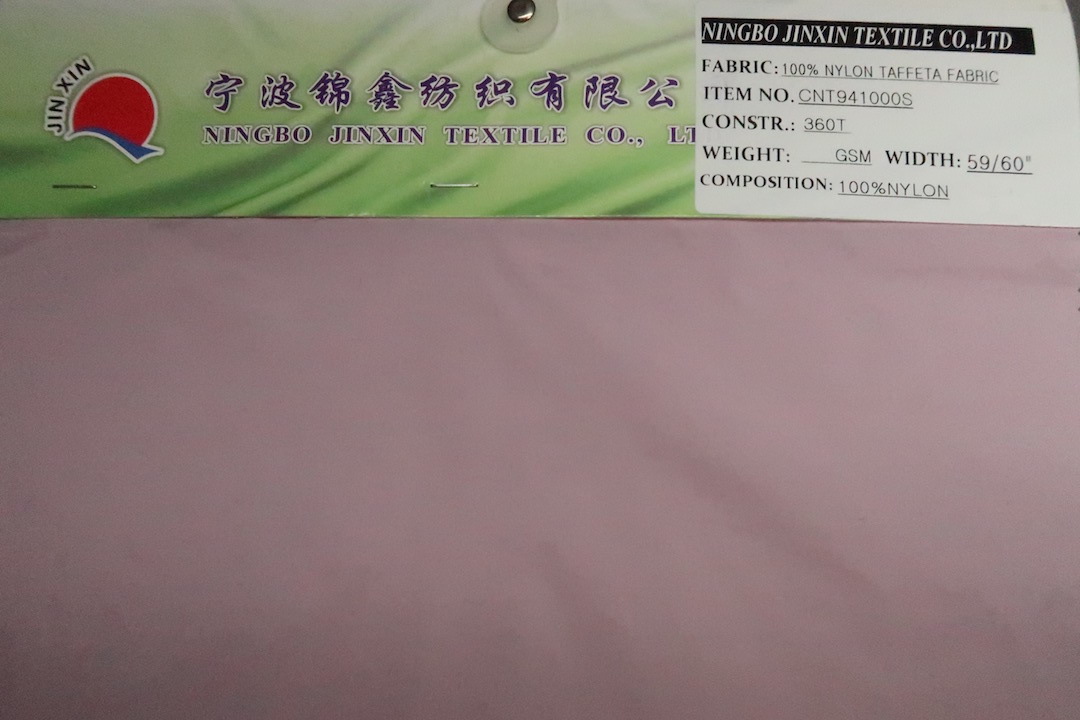 JIN XIN
宁波锦鑫纺织有限公
NINGBO JINXIN TEXTILE CO., LT
NINGBO JINXIN TEXTILE CO.,LTD
FABRIC: 100% NYLON TAFFETA FABRIC
ITEM NO. CNT941000S
CONSTR.: 360T
WEIGHT: ___GSM WIDTH: 59/60"
COMPOSITION: 100%NYLON